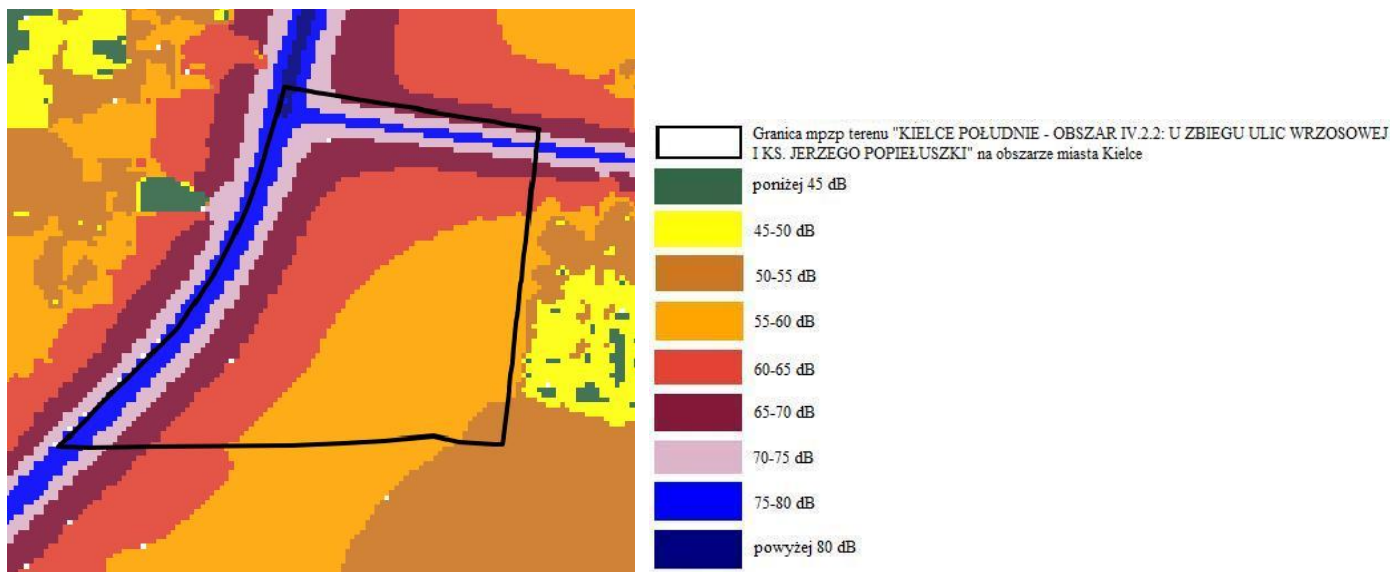 Granica mpzp terenu "KIELCE POŁUDNIE - OBSZAR IV.2.2: U ZBIEGU ULIC WRZOSOWEJ
I KS. JERZEGO POPIEŁUSZKI" na obszarze miasta Kielce
poniżej 45 dB
45-50 dB
50-55 dB
55-60 dB
60-65 dB
65-70 dB
70-75 dB
75-80 dB
powyżej 80 dB